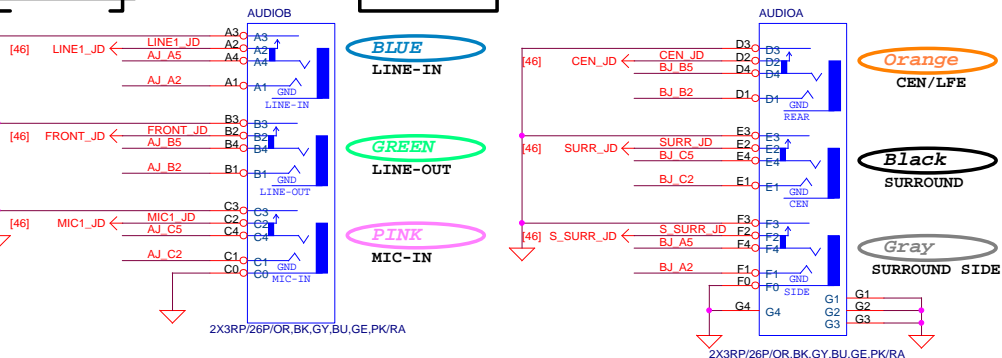 AUDIOB
A3 A3
[46] LINE1_JD LINE1_JD A2 A2
AJ_A5 A4 A4
AJ_A2 A1 A1
GND
LINE-IN
BLUE
LINE-IN
B3 B3
[46] FRONT_JD FRONT_JD B2 B2
AJ_B5 B4 B4
AJ_B2 B1 B1
GND
LINE-OUT
GREEN
LINE-OUT
C3 C3
[46] MIC1_JD MIC1_JD C2 C2
AJ_C5 C4 C4
AJ_C2 C1 C1
C0 C0
GND
MIC-IN
PINK
MIC-IN
2X3RP/26P/OR,BK,GY,BU,GE,PK/RA
AUDIOA
D3 D3
[46] CEN_JD CEN_JD D2 D2
BJ_B5 D4 D4
BJ_B2 D1 D1
GND
REAR
Orange
CEN/LFE
E3 E3
[46] SURR_JD SURR_JD E2 E2
BJ_C5 E4 E4
BJ_C2 E1 E1
GND
CEN
Black
SURROUND
F3 F3
[46] S_SURR_JD S_SURR_JD F2 F2
BJ_A5 F4 F4
BJ_A2 F1 F1
F0 F0
GND
SIDE
Gray
SURROUND SIDE
G4 G4
G1 G1
G2 G2
G3 G3
2X3RP/26P/OR,BK,GY,BU,GE,PK/RA